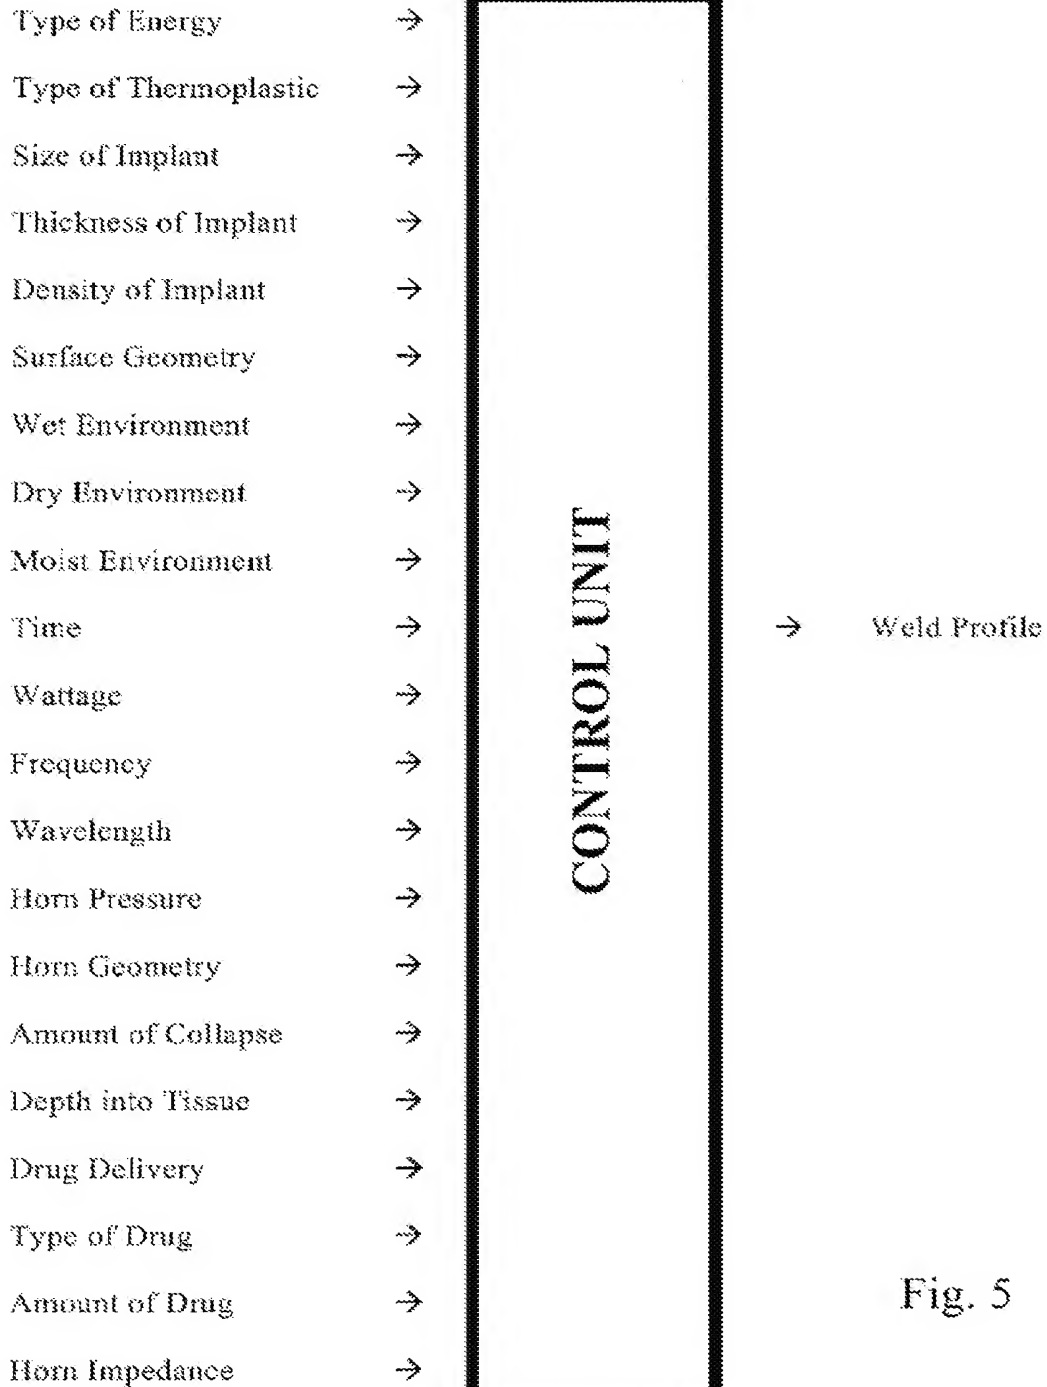 Type of Energy →
Type of Thermoplastic →
Size of Implant →
Thickness of Implant →
Density of Implant →
Surface Geometry →
Wet Environment →
Dry Environment →
Moist Environment →
Time →
Wattage →
Frequency →
Wavelength →
Horn Pressure →
Horn Geometry →
Amount of Collapse →
Depth into Tissue →
Drug Delivery →
Type of Drug →
Amount of Drug →
Horn Impedance →
CONTROL UNIT
→ Weld Profile
Fig. 5